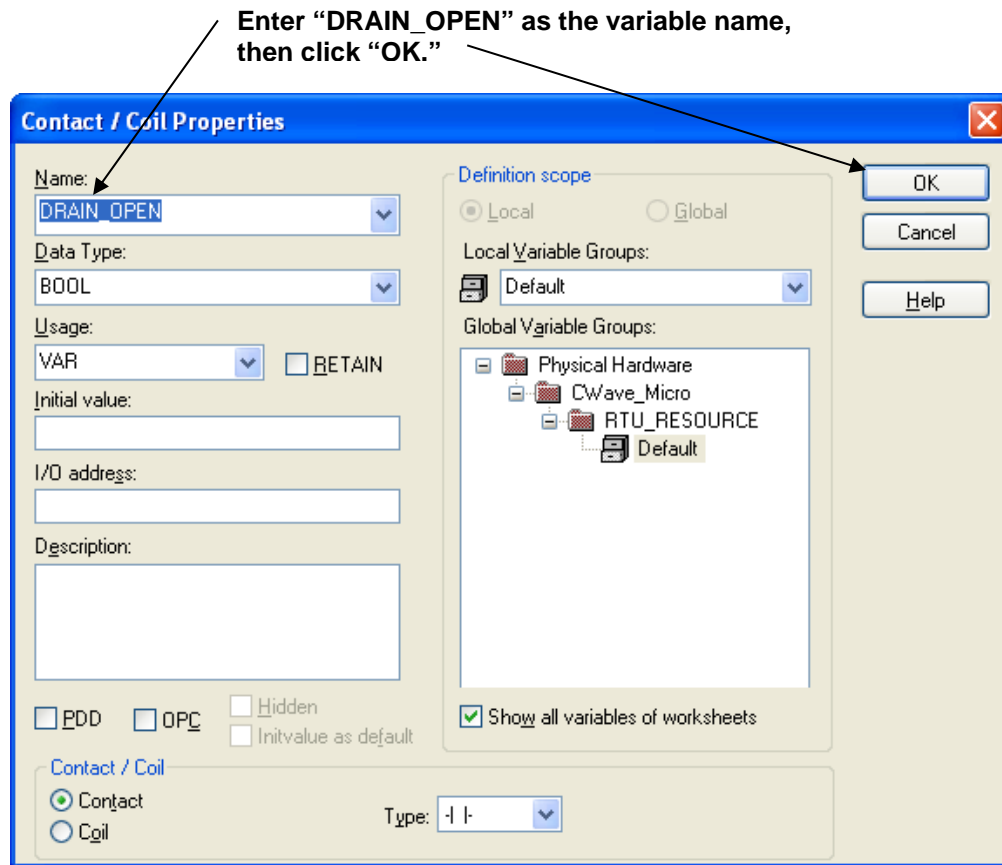 Enter “DRAIN_OPEN” as the variable name,
then click “OK.”
Contact / Coil Properties
Name:
DRAIN_OPEN
Data Type:
BOOL
Usage:
VAR
RETAIN
Initial value:
I/O address:
Description:
PDD
OPC
Hidden
Initvalue as default
Definition scope
Local
Global
Local Variable Groups:
Default
Global Variable Groups:
Physical Hardware
CWave_Micro
RTU_RESOURCE
Default
Show all variables of worksheets
OK
Cancel
Help
Contact / Coil
Contact
Coil
Type: -| |-